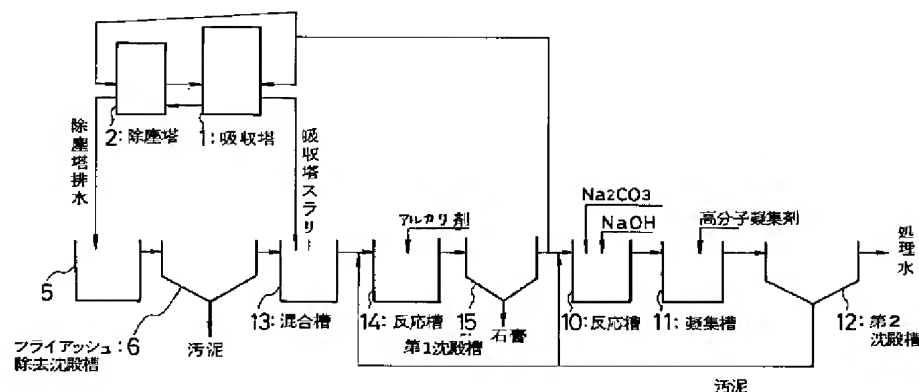 2:除塵塔
1:吸収塔
除塵塔排水
吸収塔スラリー
アルカリ剤
Na2CO3
NaOH
高分子凝集剤
処理水
5
フライアッシュ:6
除去沈殿槽
汚泥
13:混合槽
14:反応槽
15
第1沈殿槽
石膏
10:反応槽
11:凝集槽
12:第2
沈殿槽
汚泥